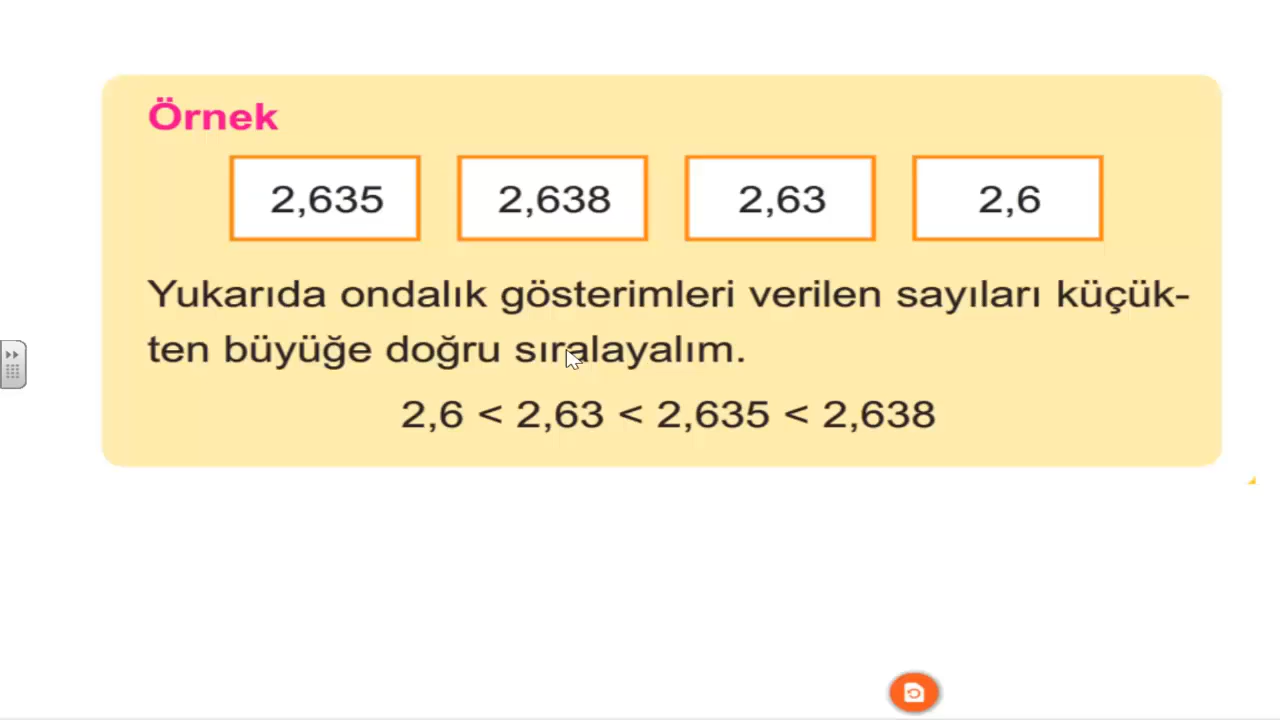 Örnek
2,635 2,638 2,63 2,6
Yukarıda ondalık gösterimleri verilen sayıları küçük-
ten büyüğe doğru sıralayalım.
2,6 < 2,63 < 2,635 < 2,638